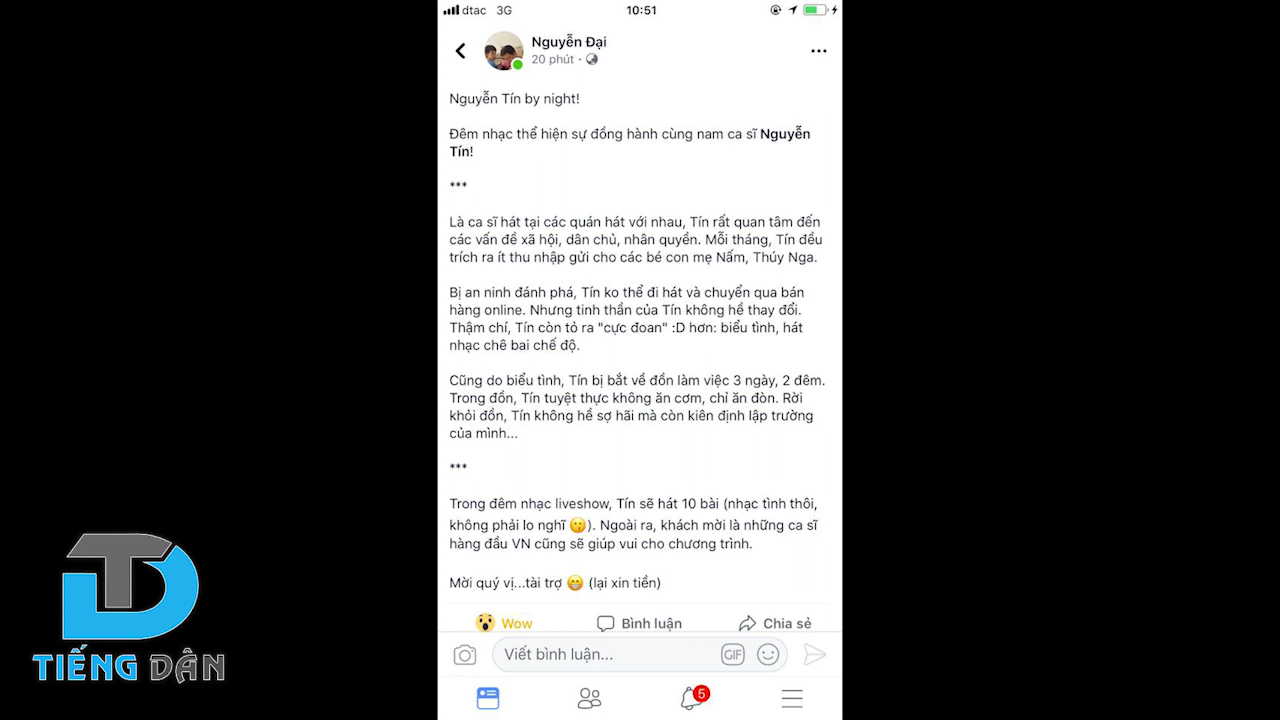 dtac 3G
10:51
Nguyễn Đại
20 phút ·
Nguyễn Tín by night!
Đêm nhạc thể hiện sự đồng hành cùng nam ca sĩ Nguyễn
Tín!
***
Là ca sĩ hát tại các quán hát với nhau, Tín rất quan tâm đến
các vấn đề xã hội, dân chủ, nhân quyền. Mỗi tháng, Tín đều
trích ra ít thu nhập gửi cho các bé con mẹ Nấm, Thúy Nga.
Bị an ninh đánh phá, Tín ko thể đi hát và chuyển qua bán
hàng online. Nhưng tinh thần của Tín không hề thay đổi.
Thậm chí, Tín còn tỏ ra "cực đoan" :D hơn: biểu tình, hát
nhạc chê bai chế độ.
Cũng do biểu tình, Tín bị bắt về đồn làm việc 3 ngày, 2 đêm.
Trong đồn, Tín tuyệt thực không ăn cơm, chỉ ăn đòn. Rời
khỏi đồn, Tín không hề sợ hãi mà còn kiên định lập trường
của mình...
***
Trong đêm nhạc liveshow, Tín sẽ hát 10 bài (nhạc tình thôi,
không phải lo nghĩ 🤫). Ngoài ra, khách mời là những ca sĩ
hàng đầu VN cũng sẽ giúp vui cho chương trình.
Mời quý vị...tài trợ 😁 (lại xin tiền)
Wow
Bình luận
Chia sẻ
Viết bình luận...
GIF
5
TD
TIẾNG DÂN